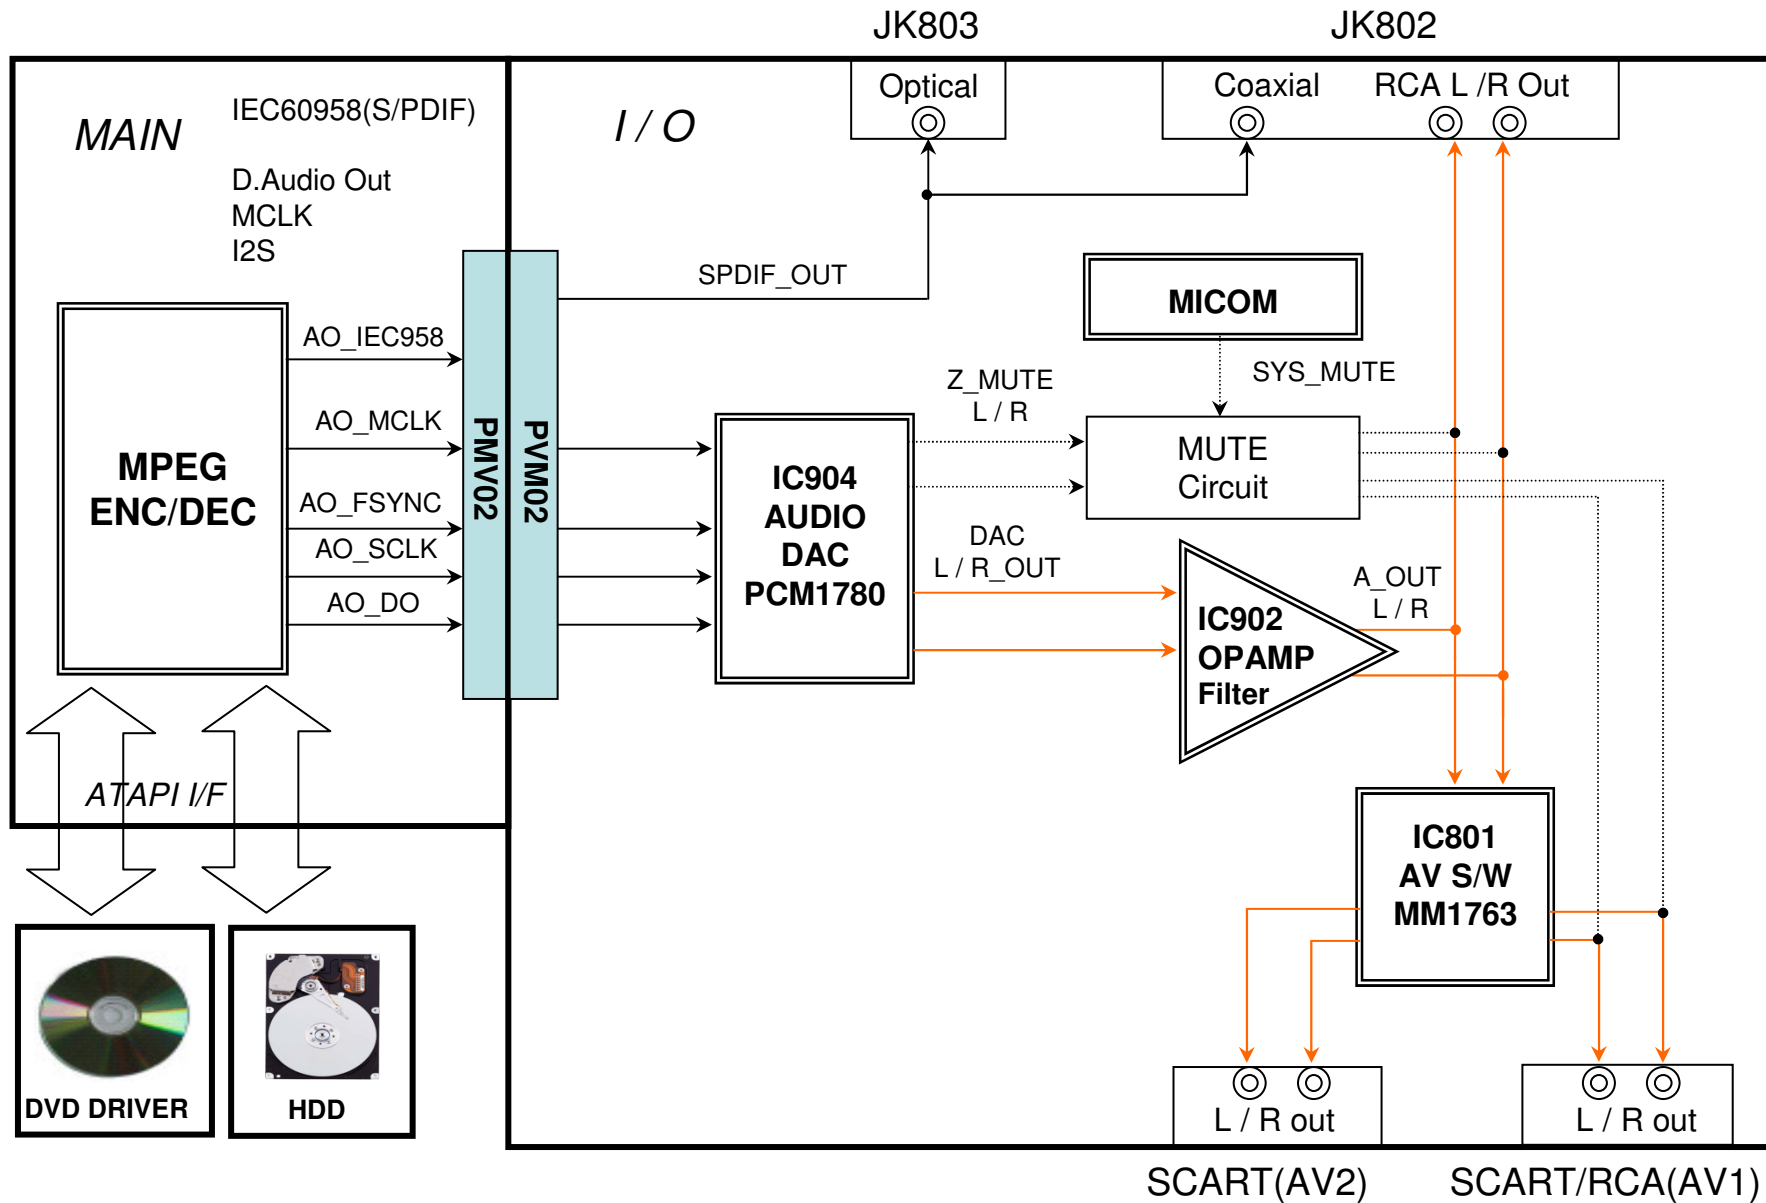 JK803
JK802
MAIN
IEC60958(S/PDIF)
D.Audio Out
MCLK
I2S
I / O
Optical
Coaxial
RCA L /R Out
SPDIF_OUT
MICOM
SYS_MUTE
MPEG
ENC/DEC
AO_IEC958
AO_MCLK
AO_FSYNC
AO_SCLK
AO_DO
PMV02
PVM02
IC904
AUDIO
DAC
PCM1780
Z_MUTE
L / R
MUTE
Circuit
DAC
L / R_OUT
IC902
OPAMP
Filter
A_OUT
L / R
ATAPI I/F
IC801
AV S/W
MM1763
DVD DRIVER
HDD
L / R out
L / R out
SCART(AV2)
SCART/RCA(AV1)